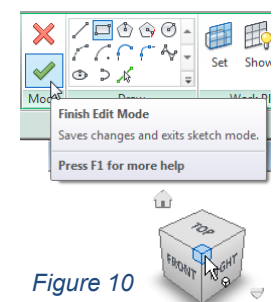 Set
Show
Mod
Draw
Work Pl
Finish Edit Mode
Saves changes and exits sketch mode.
Press F1 for more help
TOP
FRONT
RIGHT
Figure 10